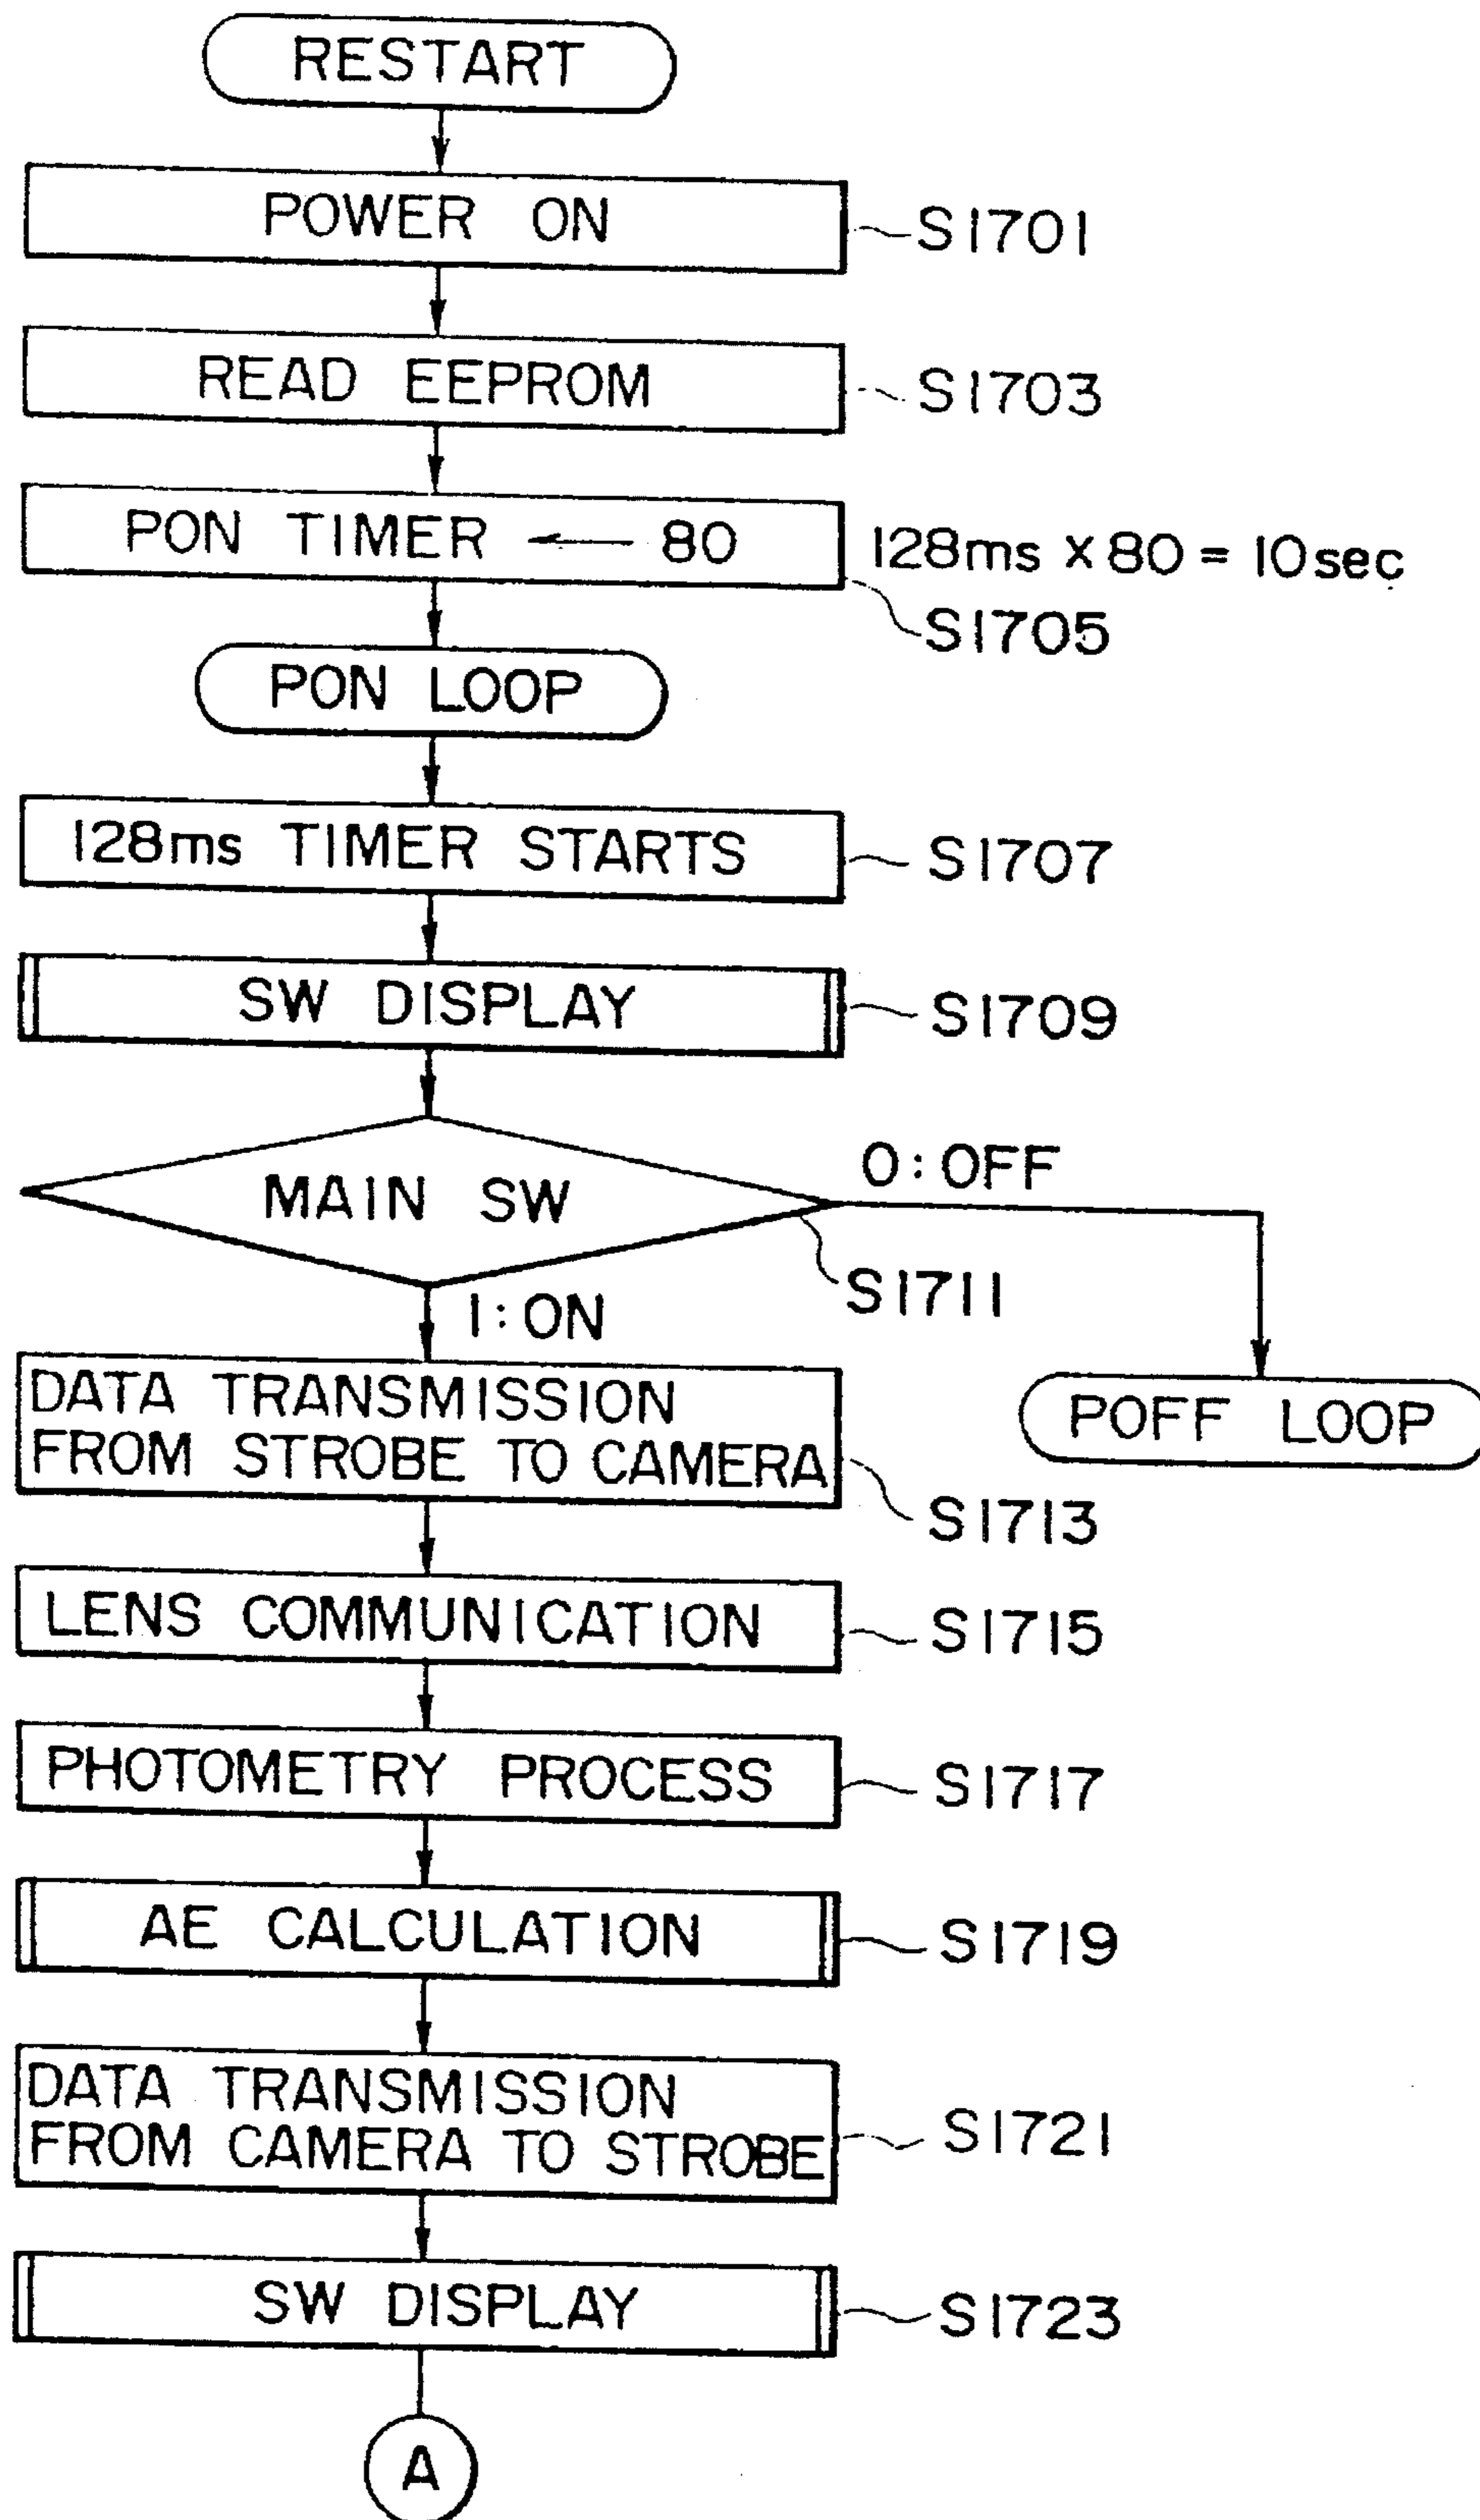 RESTART
POWER ON
S1701
READ EEPROM
S1703
PON TIMER ← 80
128ms x 80 = 10sec
S1705
PON LOOP
128ms TIMER STARTS
S1707
SW DISPLAY
S1709
MAIN SW
0:OFF
S1711
1:ON
DATA TRANSMISSION
FROM STROBE TO CAMERA
POFF LOOP
S1713
LENS COMMUNICATION
S1715
PHOTOMETRY PROCESS
S1717
AE CALCULATION
S1719
DATA TRANSMISSION
FROM CAMERA TO STROBE
S1721
SW DISPLAY
S1723
A